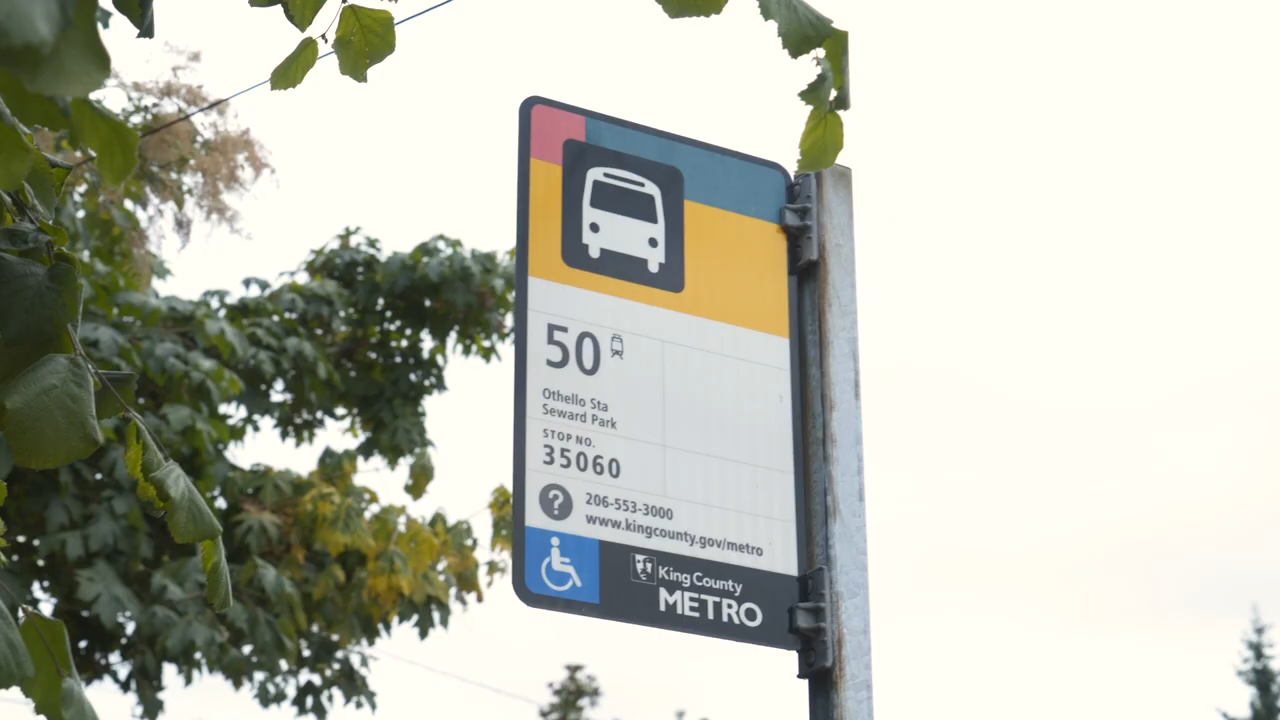 50
Othello Sta
Seward Park
STOP NO.
35060
?
206-553-3000
www.kingcounty.gov/metro
King County
METRO